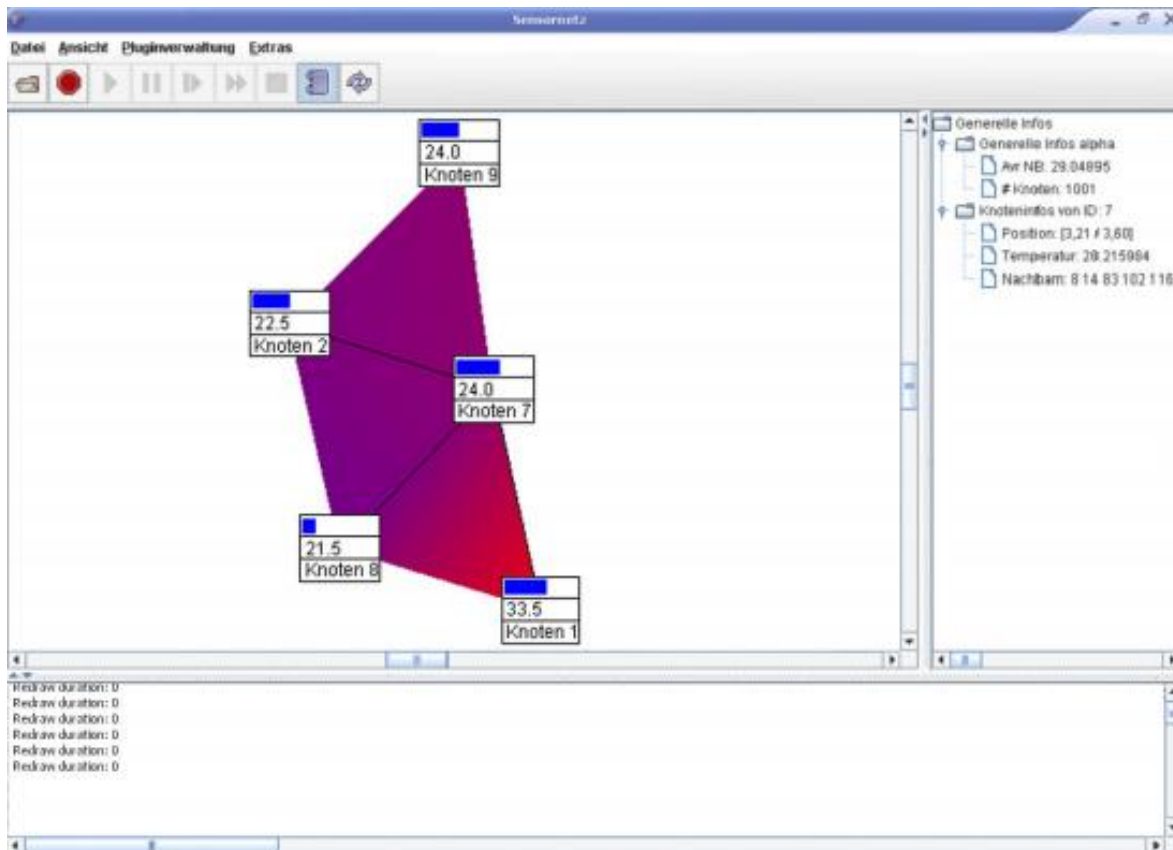 Sensornetz
Datei Ansicht Pluginverwaltung Extras
24.0
Knoten 9
22.5
Knoten 2
24.0
Knoten 7
21.5
Knoten 8
33.5
Knoten 1
Generelle Infos
Generelle Infos alpha
Avr NB: 29.04895
# Knoten: 1001
Knoteninfos von ID: 7
Position: [3,21 / 3,60]
Temperatur: 28.215984
Nachbarn: 8 14 83 102 116
Redraw duration: 0
Redraw duration: 0
Redraw duration: 0
Redraw duration: 0
Redraw duration: 0
Redraw duration: 0